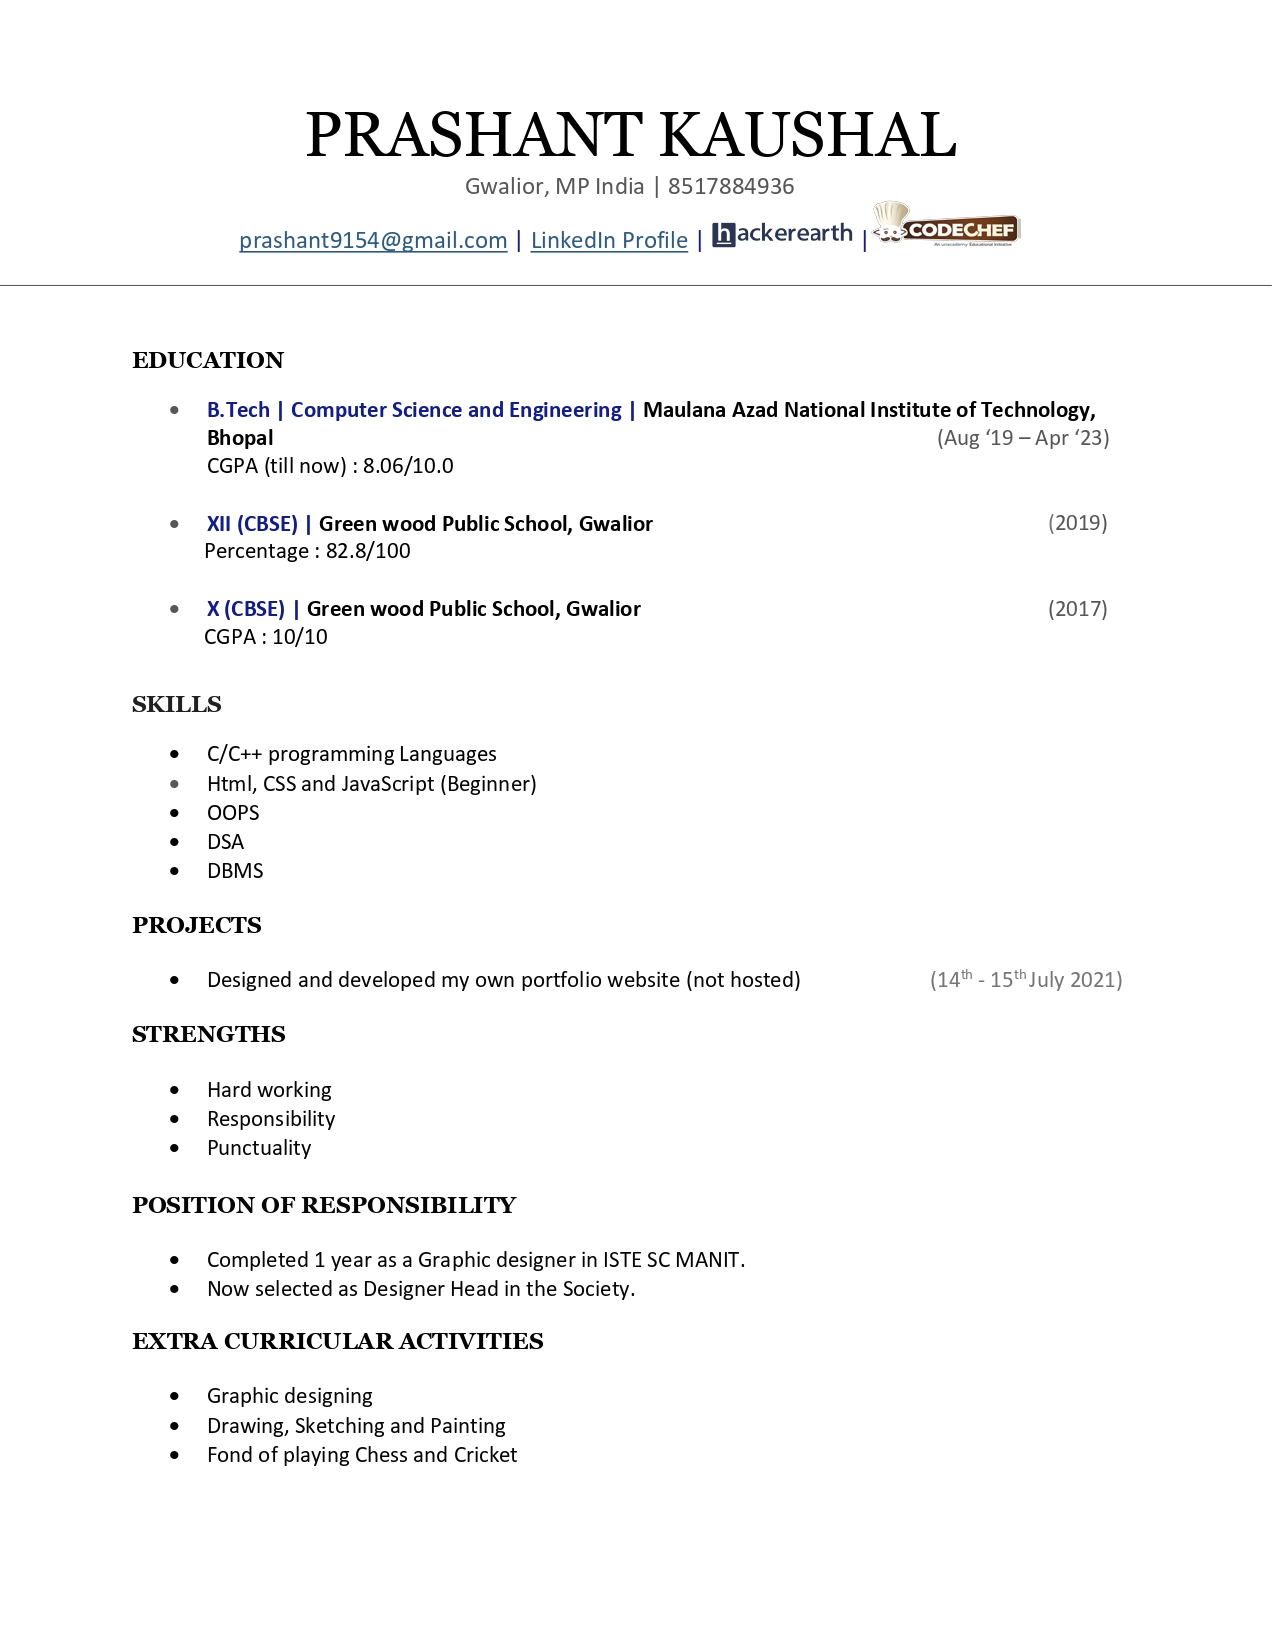 PRASHANT KAUSHAL
Gwalior, MP India | 8517884936
prashant9154@gmail.com | LinkedIn Profile | hackerearth | CODECHEF
An unacademy Educational Initiative
EDUCATION
• B.Tech | Computer Science and Engineering | Maulana Azad National Institute of Technology,
Bhopal (Aug ‘19 – Apr ‘23)
CGPA (till now) : 8.06/10.0
• XII (CBSE) | Green wood Public School, Gwalior (2019)
Percentage : 82.8/100
• X (CBSE) | Green wood Public School, Gwalior (2017)
CGPA : 10/10
SKILLS
• C/C++ programming Languages
• Html, CSS and JavaScript (Beginner)
• OOPS
• DSA
• DBMS
PROJECTS
• Designed and developed my own portfolio website (not hosted) (14th - 15th July 2021)
STRENGTHS
• Hard working
• Responsibility
• Punctuality
POSITION OF RESPONSIBILITY
• Completed 1 year as a Graphic designer in ISTE SC MANIT.
• Now selected as Designer Head in the Society.
EXTRA CURRICULAR ACTIVITIES
• Graphic designing
• Drawing, Sketching and Painting
• Fond of playing Chess and Cricket